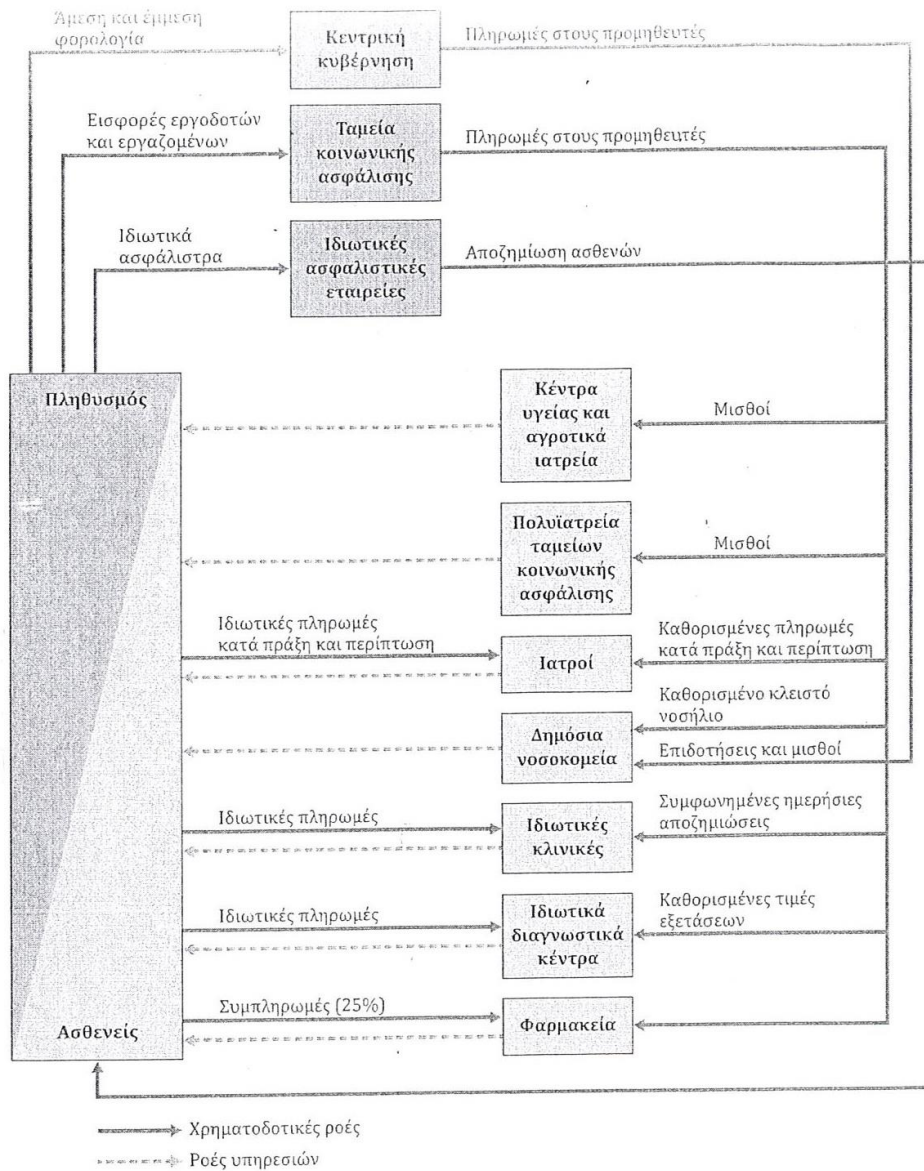 Άμεση και έμμεση
φορολογία
Κεντρική
κυβέρνηση
Πληρωμές στους προμηθευτές
Εισφορές εργοδοτών
και εργαζομένων
Ταμεία
κοινωνικής
ασφάλισης
Πληρωμές στους προμηθευτές
Ιδιωτικά
ασφάλιστρα
Ιδιωτικές
ασφαλιστικές
εταιρείες
Αποζημίωση ασθενών
Πληθυσμός
Κέντρα
υγείας και
αγροτικά
ιατρεία
Μισθοί
Πολυϊατρεία
ταμείων
κοινωνικής
ασφάλισης
Μισθοί
Ιδιωτικές πληρωμές
κατά πράξη και περίπτωση
Ιατροί
Καθορισμένες πληρωμές
κατά πράξη και περίπτωση
Δημόσια
νοσοκομεία
Καθορισμένο κλειστό
νοσήλιο
Επιδοτήσεις και μισθοί
Ιδιωτικές πληρωμές
Ιδιωτικές
κλινικές
Συμφωνημένες ημερήσιες
αποζημιώσεις
Ιδιωτικές πληρωμές
Ιδιωτικά
διαγνωστικά
κέντρα
Καθορισμένες τιμές
εξετάσεων
Συμπληρωμές (25%)
Φαρμακεία
Ασθενείς
Χρηματοδοτικές ροές
Ροές υπηρεσιών